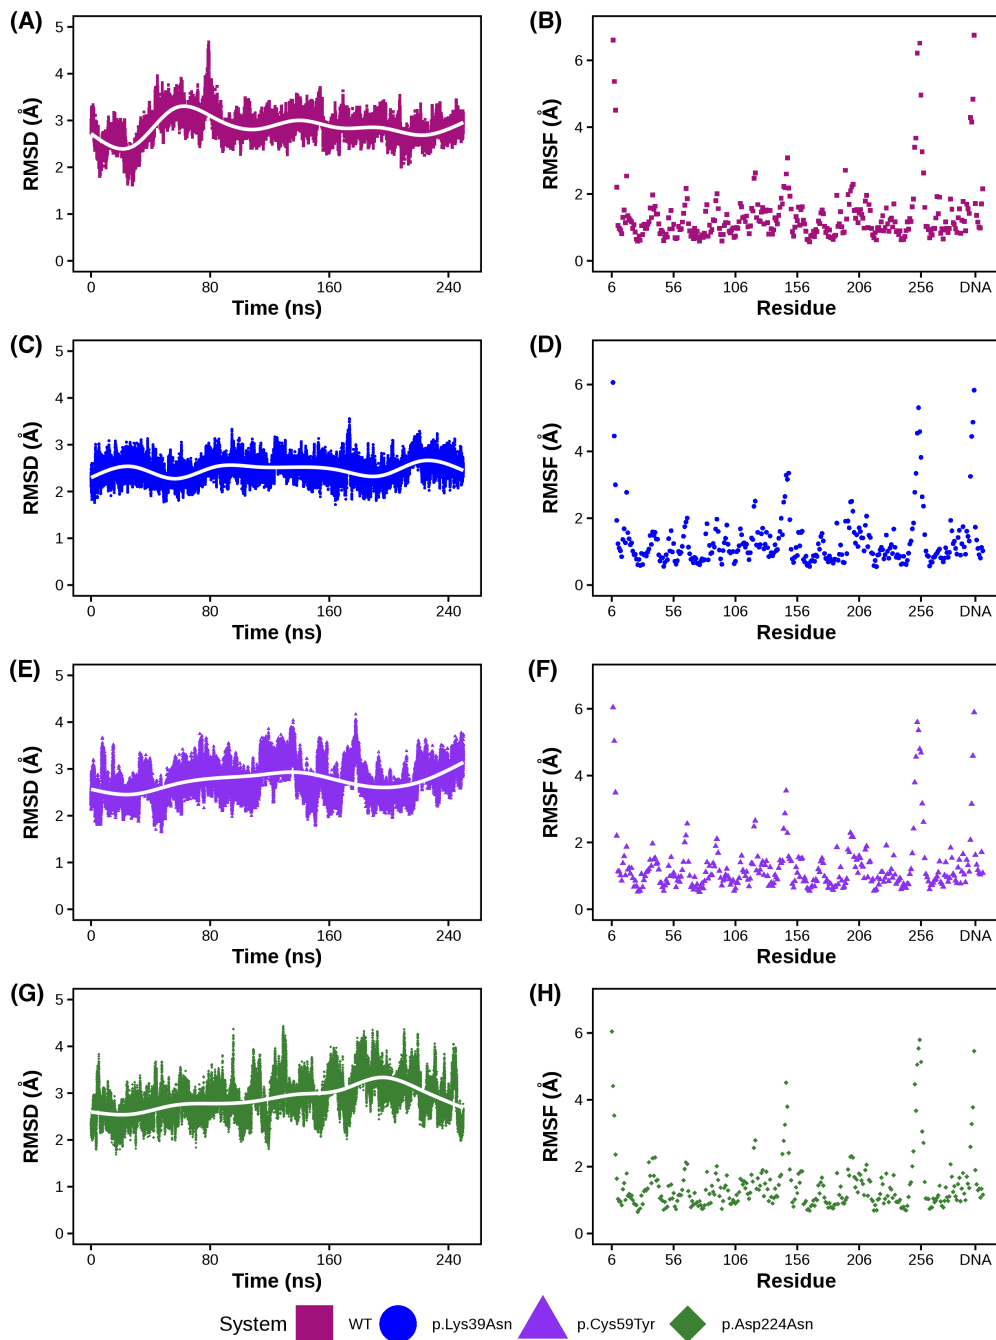 (A)
5
4
3
2
1
0
RMSD (Å)
0 80 160 240
Time (ns)
(B)
6
4
2
0
RMSF (Å)
6 56 106 156 206 256 DNA
Residue
(C)
5
4
3
2
1
0
RMSD (Å)
0 80 160 240
Time (ns)
(D)
6
4
2
0
RMSF (Å)
6 56 106 156 206 256 DNA
Residue
(E)
5
4
3
2
1
0
RMSD (Å)
0 80 160 240
Time (ns)
(F)
6
4
2
0
RMSF (Å)
6 56 106 156 206 256 DNA
Residue
(G)
5
4
3
2
1
0
RMSD (Å)
0 80 160 240
Time (ns)
(H)
6
4
2
0
RMSF (Å)
6 56 106 156 206 256 DNA
Residue
System WT p.Lys39Asn p.Cys59Tyr p.Asp224Asn